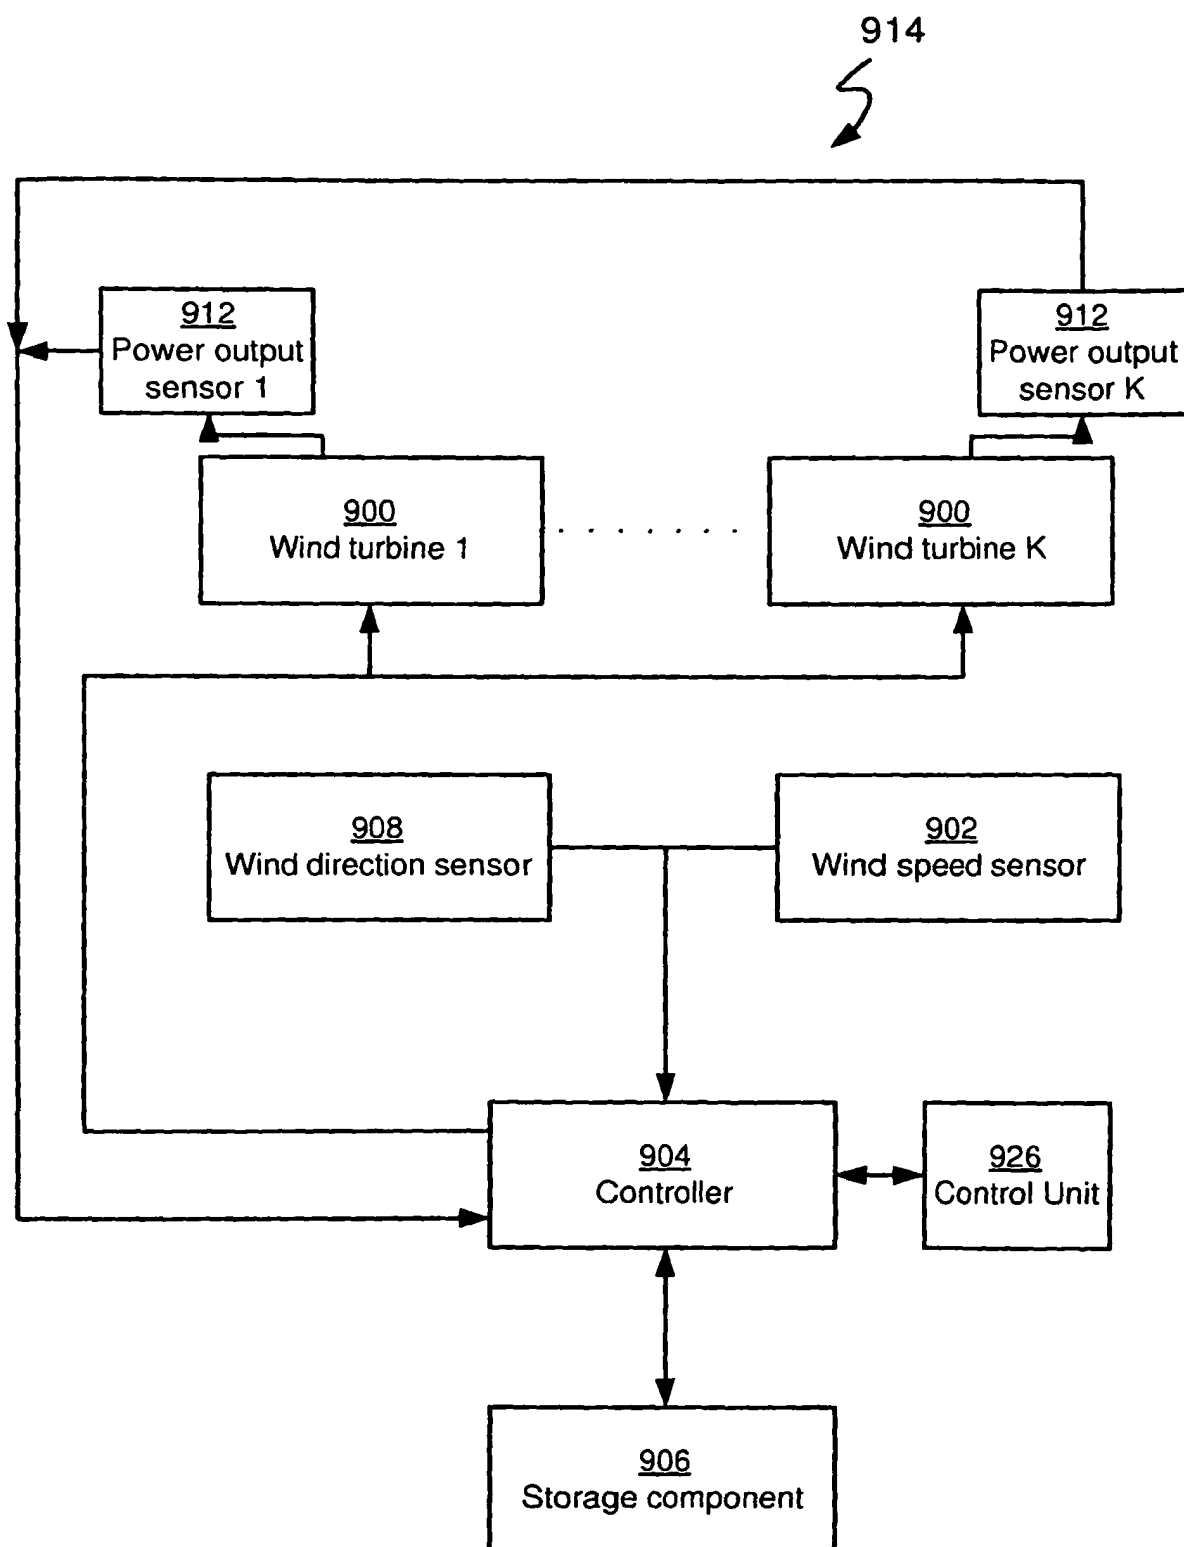 914
912
Power output
sensor 1
912
Power output
sensor K
900
Wind turbine 1
900
Wind turbine K
908
Wind direction sensor
902
Wind speed sensor
904
Controller
926
Control Unit
906
Storage component